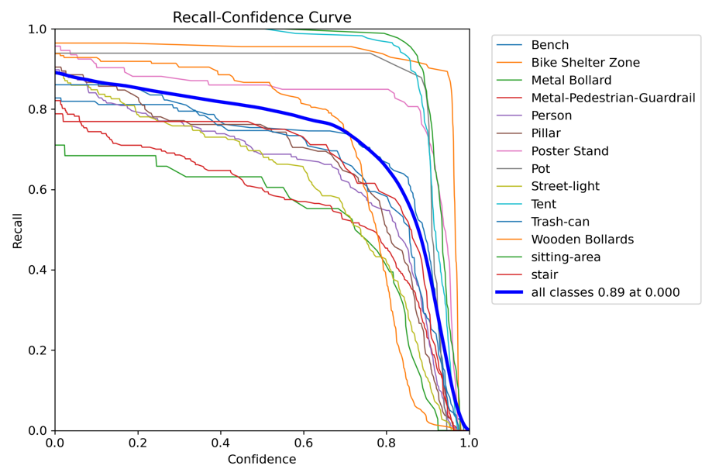 Recall-Confidence Curve
1.0
0.8
0.6
0.4
0.2
0.0
Recall
0.0 0.2 0.4 0.6 0.8 1.0
Confidence
Bench
Bike Shelter Zone
Metal Bollard
Metal-Pedestrian-Guardrail
Person
Pillar
Poster Stand
Pot
Street-light
Tent
Trash-can
Wooden Bollards
sitting-area
stair
all classes 0.89 at 0.000